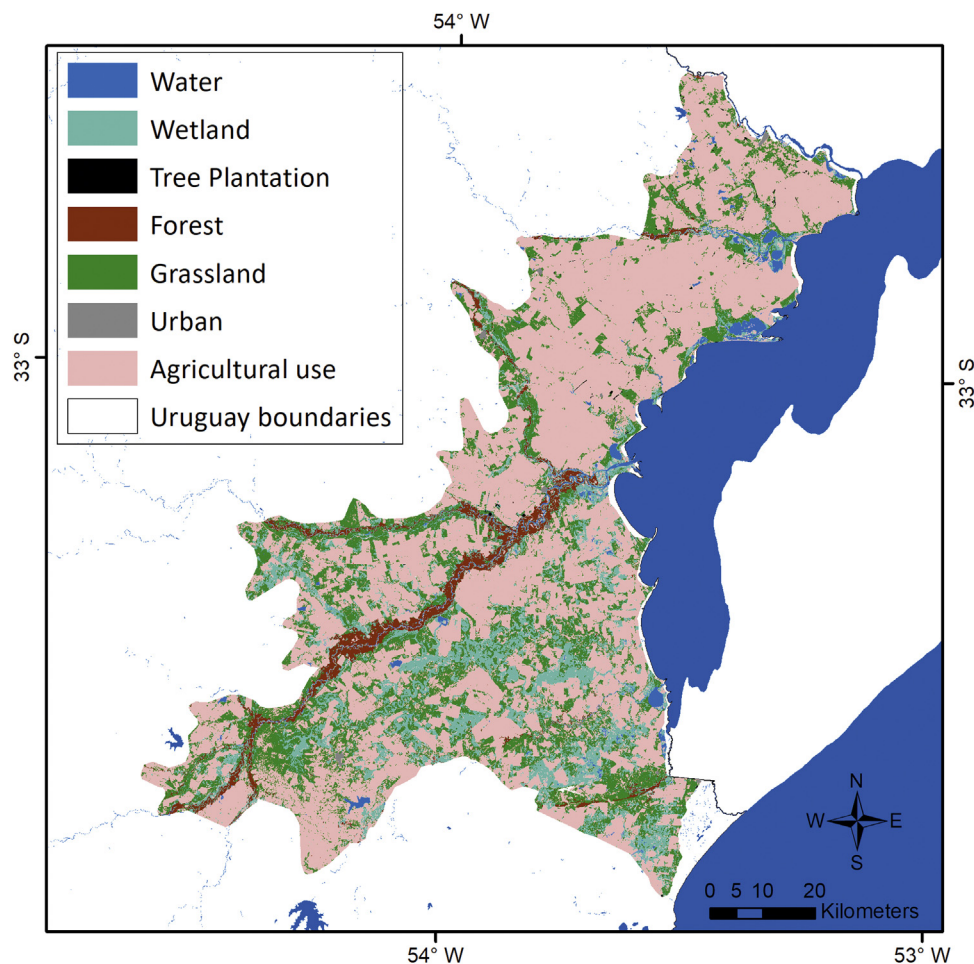 54° W
Water
Wetland
Tree Plantation
Forest
Grassland
Urban
Agricultural use
Uruguay boundaries
33° S
33° S
N
W E
S
0 5 10 20
Kilometers
54° W
53° W